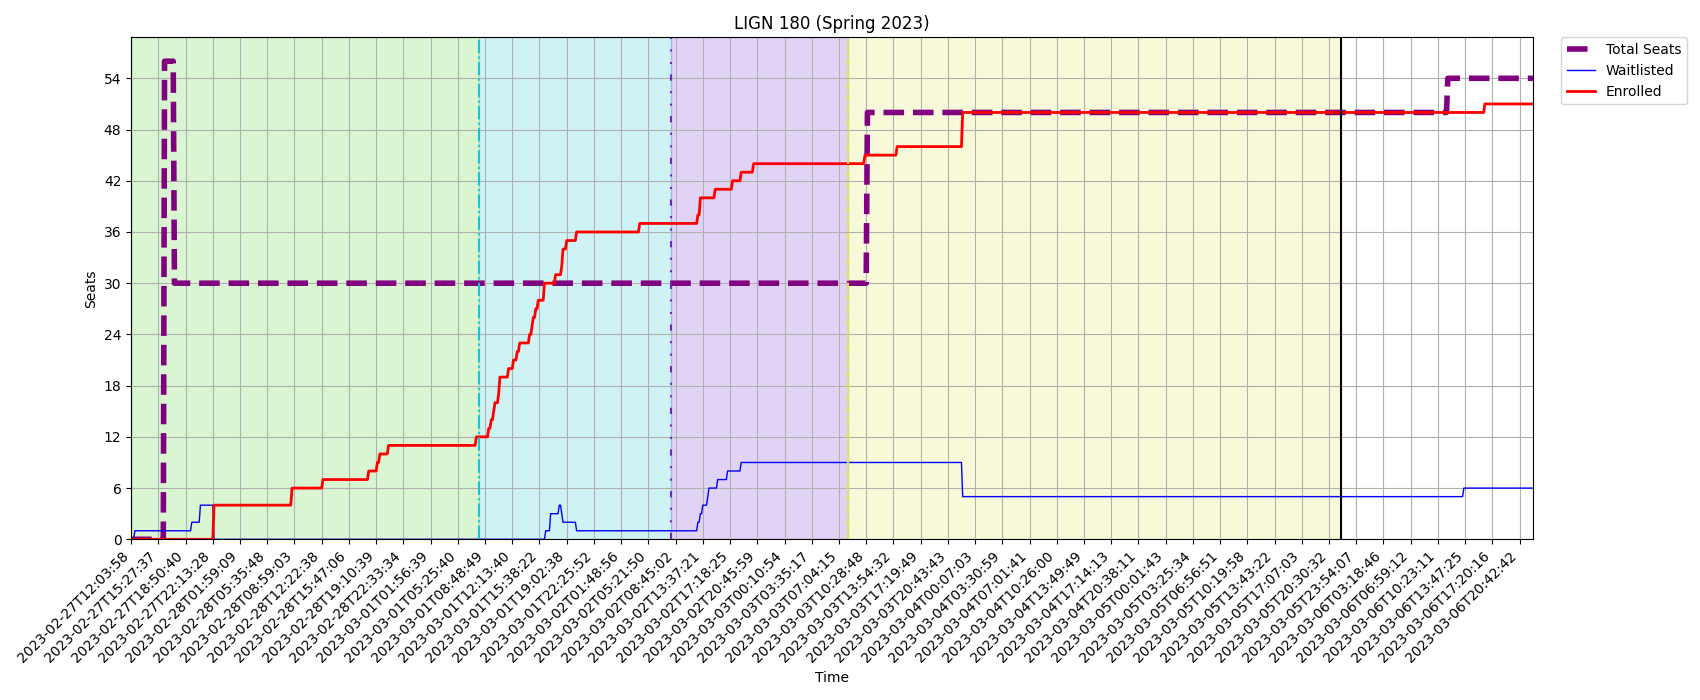 LIGN 180 (Spring 2023)
Total Seats
Waitlisted
Enrolled
Seats
54
48
42
36
30
24
18
12
6
0
2023-02-27T12:03:58
2023-02-27T15:27:37
2023-02-27T18:50:40
2023-02-27T22:13:28
2023-02-28T01:59:09
2023-02-28T05:35:48
2023-02-28T08:59:03
2023-02-28T12:22:38
2023-02-28T15:47:06
2023-02-28T19:10:39
2023-02-28T22:33:34
2023-03-01T01:56:39
2023-03-01T05:25:40
2023-03-01T08:48:49
2023-03-01T12:13:40
2023-03-01T15:38:22
2023-03-01T19:02:38
2023-03-01T22:25:52
2023-03-02T01:48:56
2023-03-02T05:21:50
2023-03-02T08:45:02
2023-03-02T13:37:21
2023-03-02T17:18:25
2023-03-02T20:45:59
2023-03-03T00:10:54
2023-03-03T03:35:17
2023-03-03T07:04:15
2023-03-03T10:28:48
2023-03-03T13:54:32
2023-03-03T17:19:49
2023-03-03T20:43:43
2023-03-04T00:07:03
2023-03-04T03:30:59
2023-03-04T07:01:41
2023-03-04T10:26:00
2023-03-04T13:49:49
2023-03-04T17:14:13
2023-03-04T20:38:11
2023-03-05T00:01:43
2023-03-05T03:25:34
2023-03-05T06:56:51
2023-03-05T10:19:58
2023-03-05T13:43:22
2023-03-05T17:07:03
2023-03-05T20:30:32
2023-03-05T23:54:07
2023-03-06T03:18:46
2023-03-06T06:59:12
2023-03-06T10:23:11
2023-03-06T13:47:25
2023-03-06T17:20:16
2023-03-06T20:42:42
Time